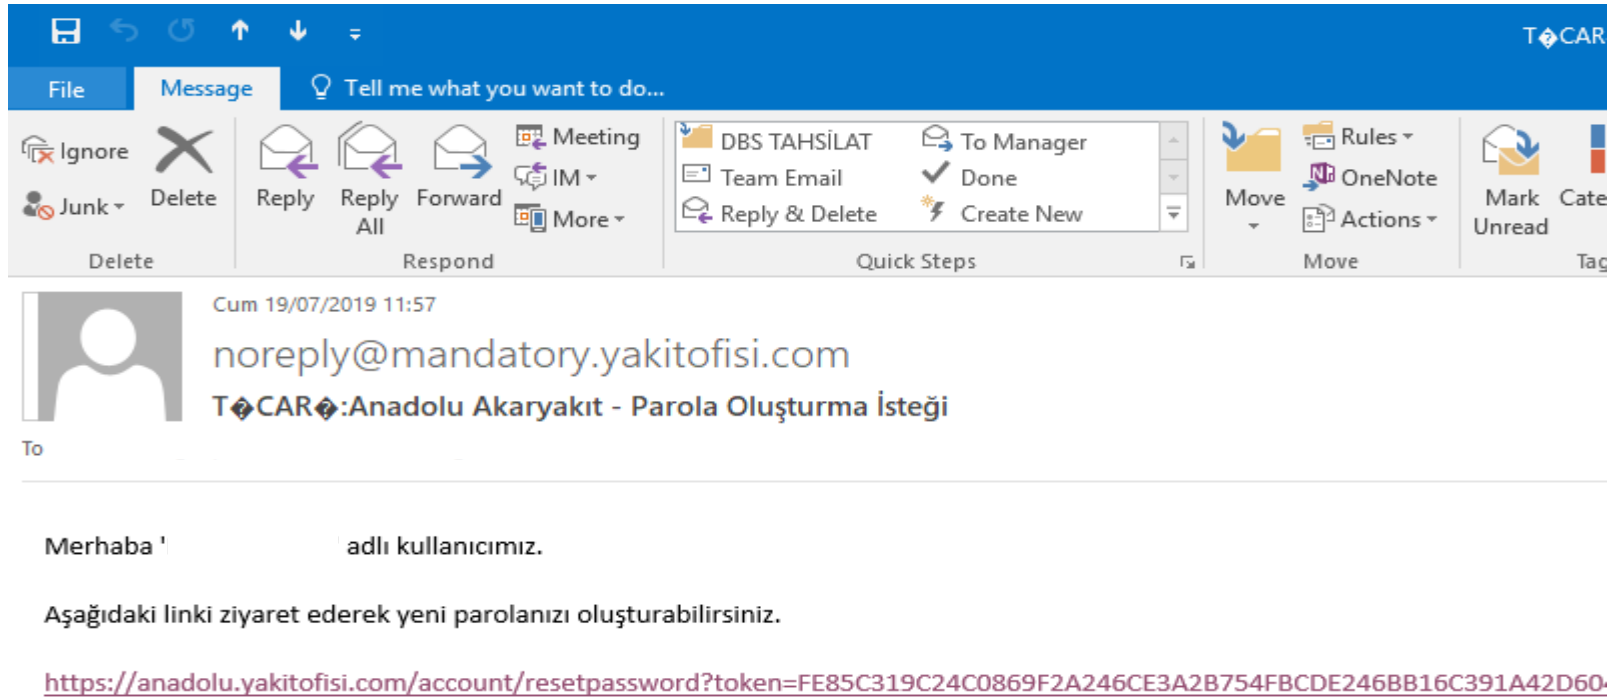 T�CAR
File Message Tell me what you want to do...
Ignore
Junk
Delete
Reply
Reply All
Forward
Meeting
IM
More
DBS TAHSİLAT
To Manager
Team Email
Done
Reply & Delete
Create New
Move
Rules
OneNote
Actions
Mark Unread
Cate
Delete Respond Quick Steps Move Tag
Cum 19/07/2019 11:57
noreply@mandatory.yakitofisi.com
T�CAR�:Anadolu Akaryakıt - Parola Oluşturma İsteği
To
Merhaba ' ' adlı kullanıcımız.
Aşağıdaki linki ziyaret ederek yeni parolanızı oluşturabilirsiniz.
https://anadolu.yakitofisi.com/account/resetpassword?token=FE85C319C24C0869F2A246CE3A2B754FBCDE246BB16C391A42D604